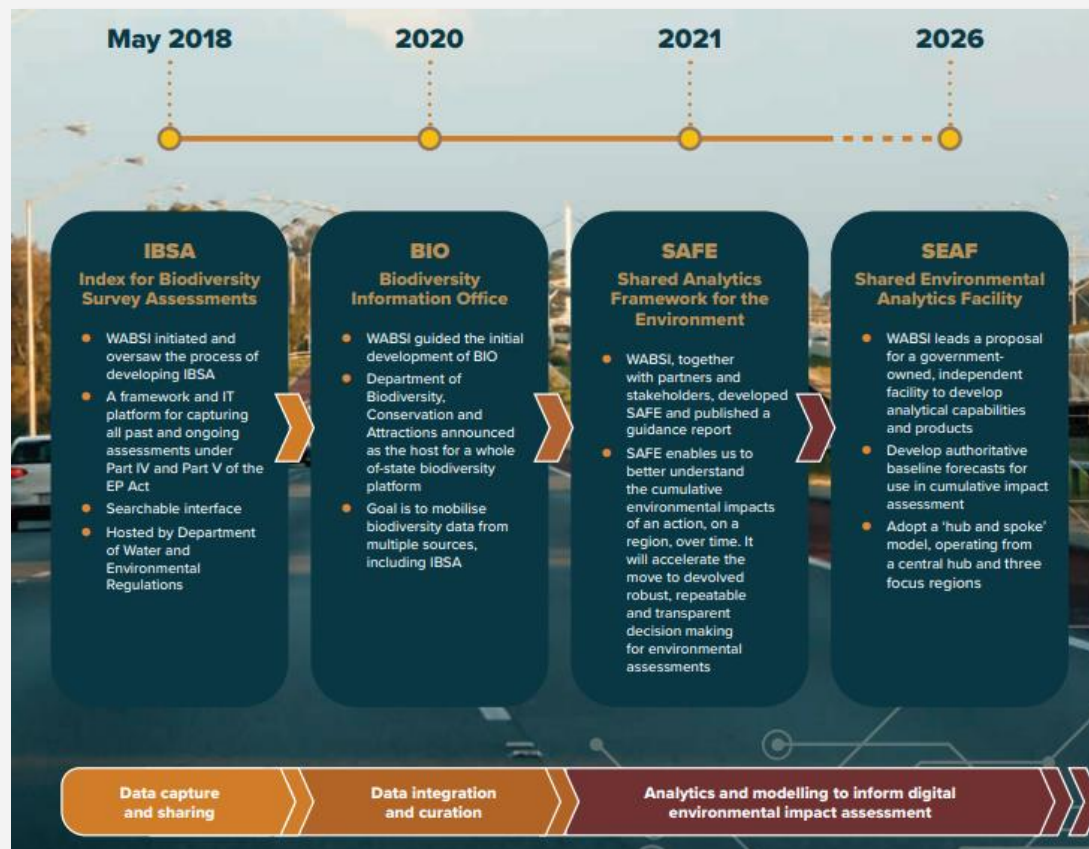 May 2018
2020
2021
2026
IBSA
Index for Biodiversity
Survey Assessments
WABSI initiated and
oversaw the process of
developing IBSA
A framework and IT
platform for capturing
all past and ongoing
assessments under
Part IV and Part V of the
EP Act
Searchable interface
Hosted by Department
of Water and
Environmental
Regulations
BIO
Biodiversity
Information Office
WABSI guided the initial
development of BIO
Department of
Biodiversity,
Conservation and
Attractions announced
as the host for a whole
of-state biodiversity
platform
Goal is to mobilise
biodiversity data from
multiple sources,
including IBSA
SAFE
Shared Analytics
Framework for the
Environment
WABSI, together
with partners and
stakeholders, developed
SAFE and published a
guidance report
SAFE enables us to
better understand
the cumulative
environmental impacts
of an action, on a
region, over time. It
will accelerate the
move to devolved
robust, repeatable
and transparent
decision making
for environmental
assessments
SEAF
Shared Environmental
Analytics Facility
WABSI leads a proposal
for a government-
owned, independent
facility to develop
analytical capabilities
and products
Develop authoritative
baseline forecasts for
use in cumulative impact
assessment
Adopt a ‘hub and spoke’
model, operating from
a central hub and three
focus regions
Data capture
and sharing
Data integration
and curation
Analytics and modelling to inform digital
environmental impact assessment